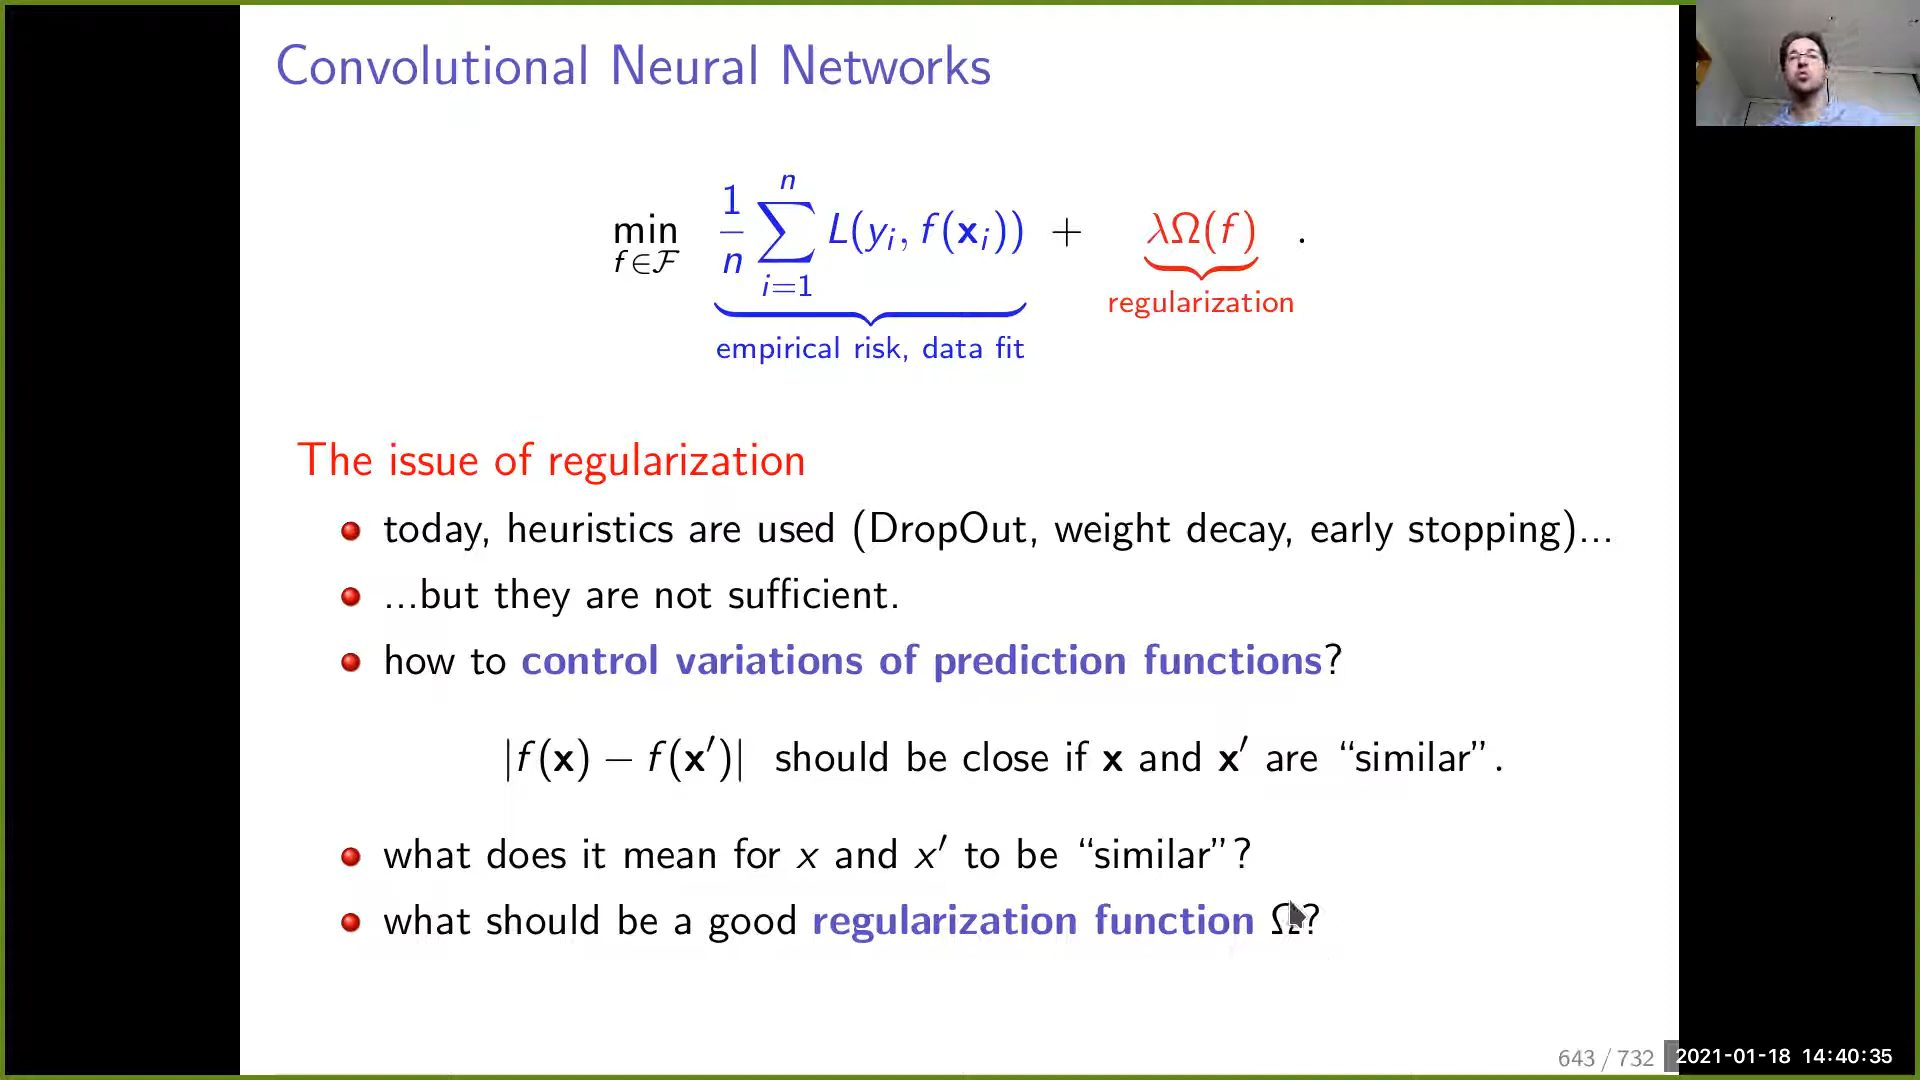 Convolutional Neural Networks
min f∈F 1/n ∑ i=1 n L(yᵢ, f(xᵢ)) + λΩ(f) .
regularization
empirical risk, data fit
The issue of regularization
today, heuristics are used (DropOut, weight decay, early stopping)...
...but they are not sufficient.
how to control variations of prediction functions?
|f(x) − f(x′)| should be close if x and x′ are “similar”.
what does it mean for x and x′ to be “similar”?
what should be a good regularization function Ω?
643 / 732
2021-01-18 14:40:35